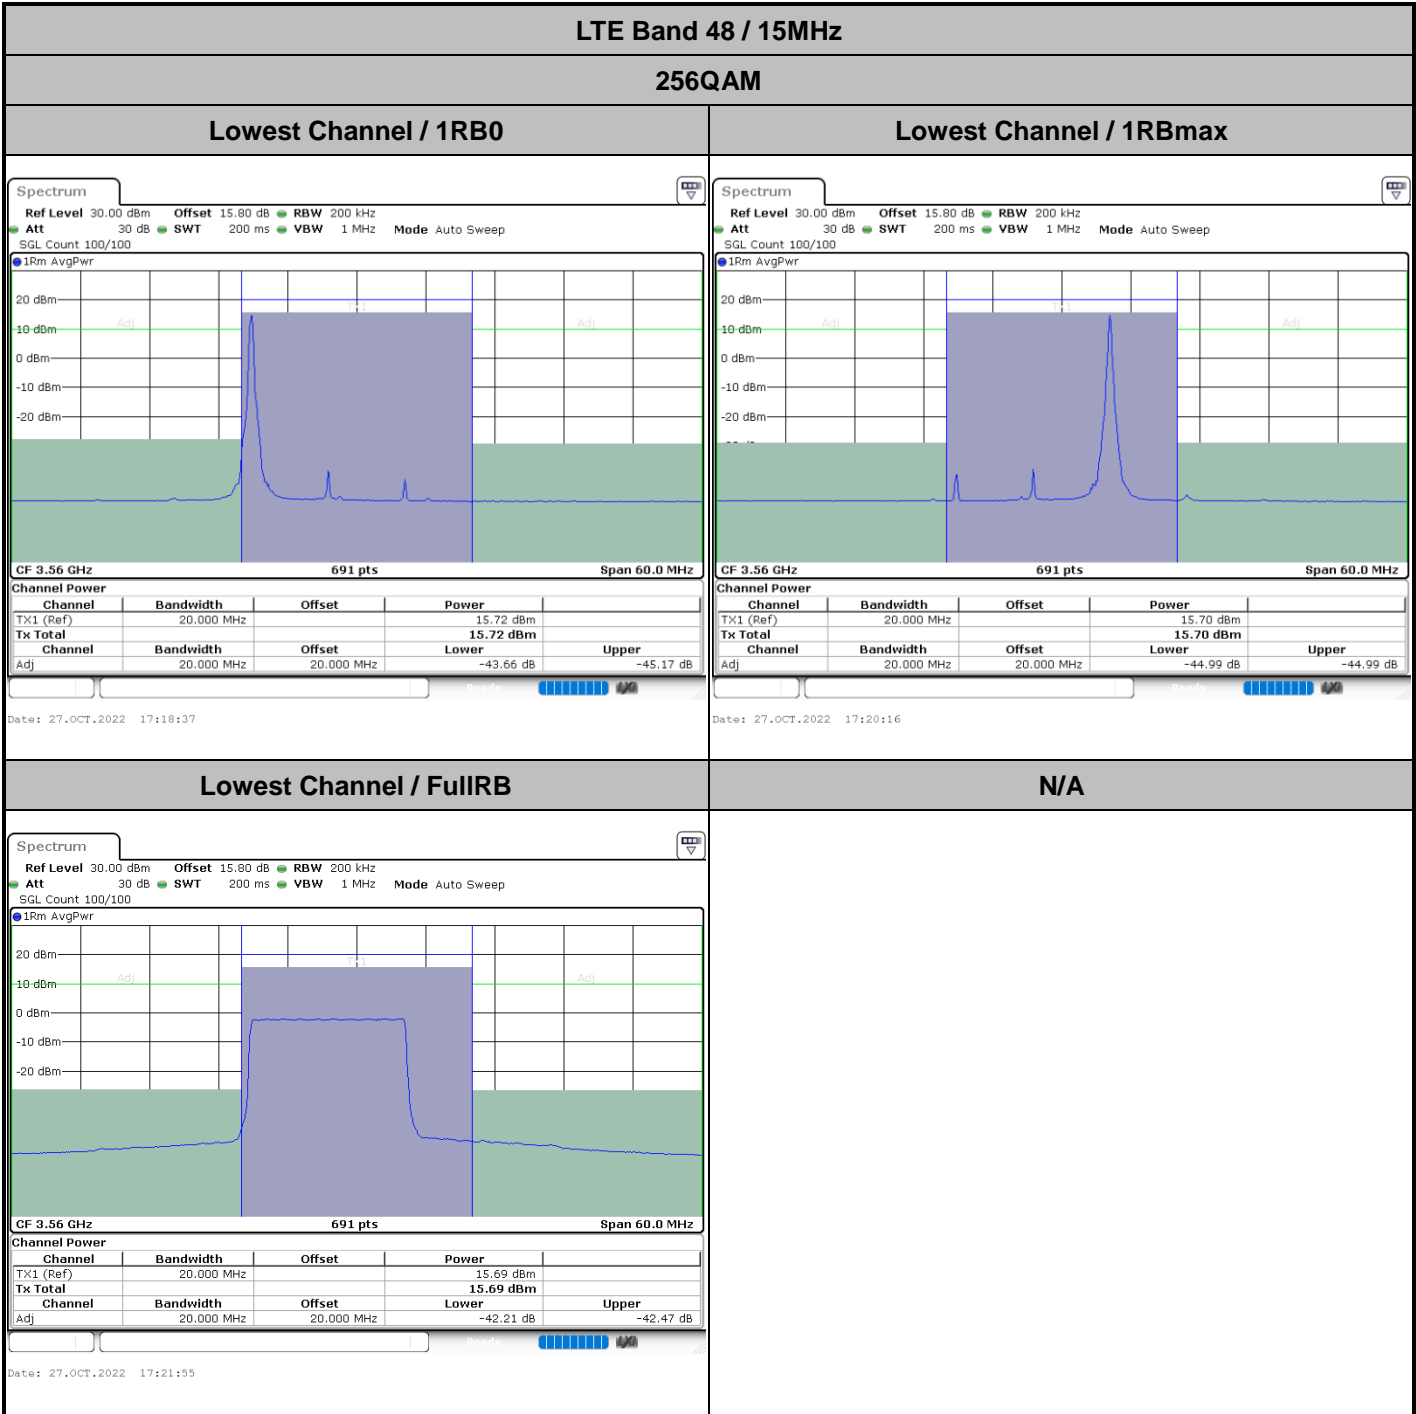 LTE Band 48 / 15MHz
256QAM
Lowest Channel / 1RB0
Lowest Channel / 1RBmax
Spectrum
Ref Level 30.00 dBm Offset 15.80 dB RBW 200 kHz
Att 30 dB SWT 200 ms VBW 1 MHz Mode Auto Sweep
SGL Count 100/100
1Rm AvgPwr
20 dBm
TX1
10 dBm
Adj
Adj
0 dBm
-10 dBm
-20 dBm
CF 3.56 GHz 691 pts Span 60.0 MHz
Channel Power
Channel Bandwidth Offset Power
TX1 (Ref) 20.000 MHz 15.72 dBm
Tx Total 15.72 dBm
Channel Bandwidth Offset Lower Upper
Adj 20.000 MHz 20.000 MHz -43.66 dB -45.17 dB
Ready
Date: 27.OCT.2022 17:18:37
Spectrum
Ref Level 30.00 dBm Offset 15.80 dB RBW 200 kHz
Att 30 dB SWT 200 ms VBW 1 MHz Mode Auto Sweep
SGL Count 100/100
1Rm AvgPwr
20 dBm
TX1
10 dBm
Adj
Adj
0 dBm
-10 dBm
-20 dBm
CF 3.56 GHz 691 pts Span 60.0 MHz
Channel Power
Channel Bandwidth Offset Power
TX1 (Ref) 20.000 MHz 15.70 dBm
Tx Total 15.70 dBm
Channel Bandwidth Offset Lower Upper
Adj 20.000 MHz 20.000 MHz -44.99 dB -44.99 dB
Ready
Date: 27.OCT.2022 17:20:16
Lowest Channel / FullRB
N/A
Spectrum
Ref Level 30.00 dBm Offset 15.80 dB RBW 200 kHz
Att 30 dB SWT 200 ms VBW 1 MHz Mode Auto Sweep
SGL Count 100/100
1Rm AvgPwr
20 dBm
TX1
10 dBm
Adj
Adj
0 dBm
-10 dBm
-20 dBm
CF 3.56 GHz 691 pts Span 60.0 MHz
Channel Power
Channel Bandwidth Offset Power
TX1 (Ref) 20.000 MHz 15.69 dBm
Tx Total 15.69 dBm
Channel Bandwidth Offset Lower Upper
Adj 20.000 MHz 20.000 MHz -42.21 dB -42.47 dB
Ready
Date: 27.OCT.2022 17:21:55